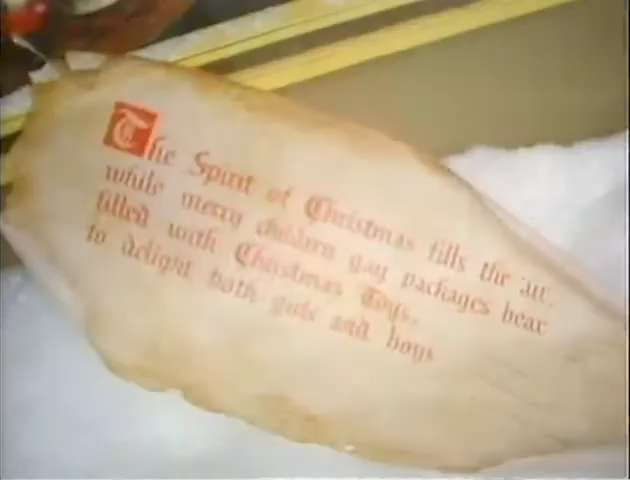 The Spirit of Christmas fills the air.
while merry children gay packages bear
filled with Christmas Toys.
to delight both girls and boys